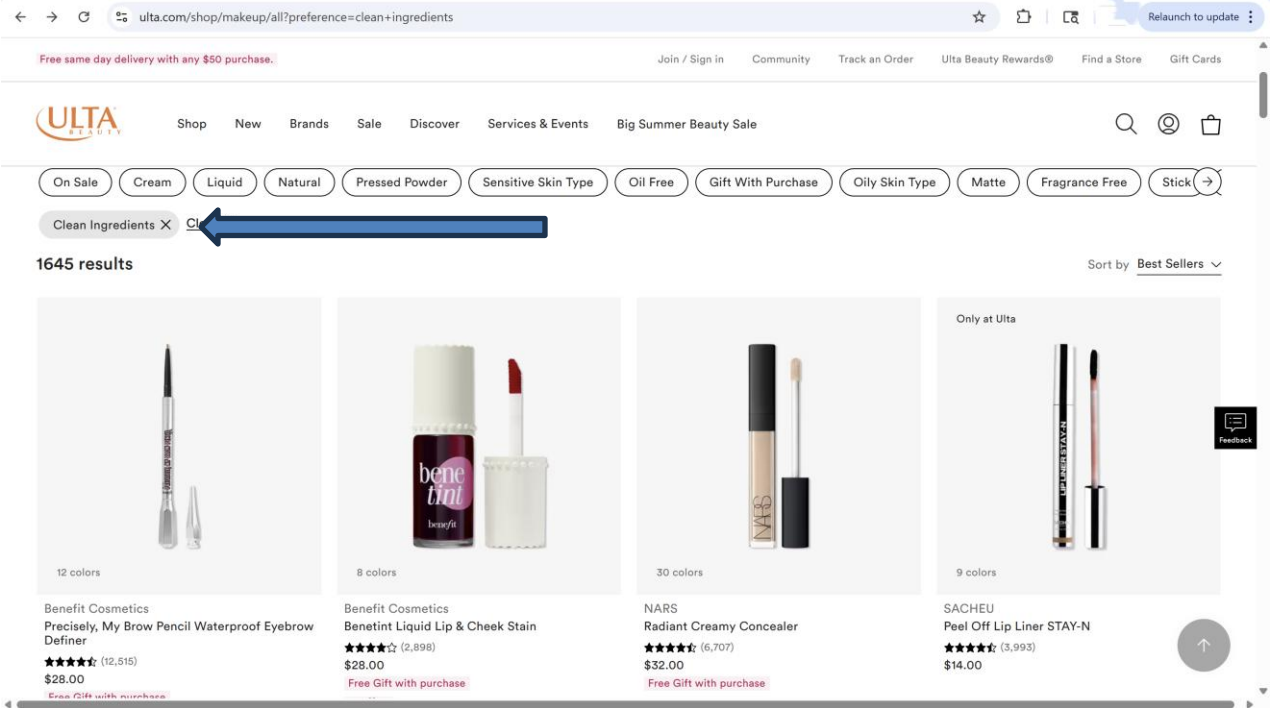 ulta.com/shop/makeup/all?preference=clean+ingredients
Relaunch to update
Free same day delivery with any $50 purchase.
Join / Sign in Community Track an Order Ulta Beauty Rewards® Find a Store Gift Cards
ULTA
BEAUTY
Shop New Brands Sale Discover Services & Events Big Summer Beauty Sale
On Sale Cream Liquid Natural Pressed Powder Sensitive Skin Type Oil Free Gift With Purchase Oily Skin Type Matte Fragrance Free Stick
Clean Ingredients
1645 results
Sort by Best Sellers
Only at Ulta
bene
tint
benefit
NARS
LIP LINER STAY-N
Feedback
12 colors
8 colors
30 colors
9 colors
Benefit Cosmetics
Precisely, My Brow Pencil Waterproof Eyebrow
Definer
(12,515)
$28.00
Free Gift with purchase
Benefit Cosmetics
Benetint Liquid Lip & Cheek Stain
(2,898)
$28.00
Free Gift with purchase
NARS
Radiant Creamy Concealer
(6,707)
$32.00
Free Gift with purchase
SACHEU
Peel Off Lip Liner STAY-N
(3,993)
$14.00